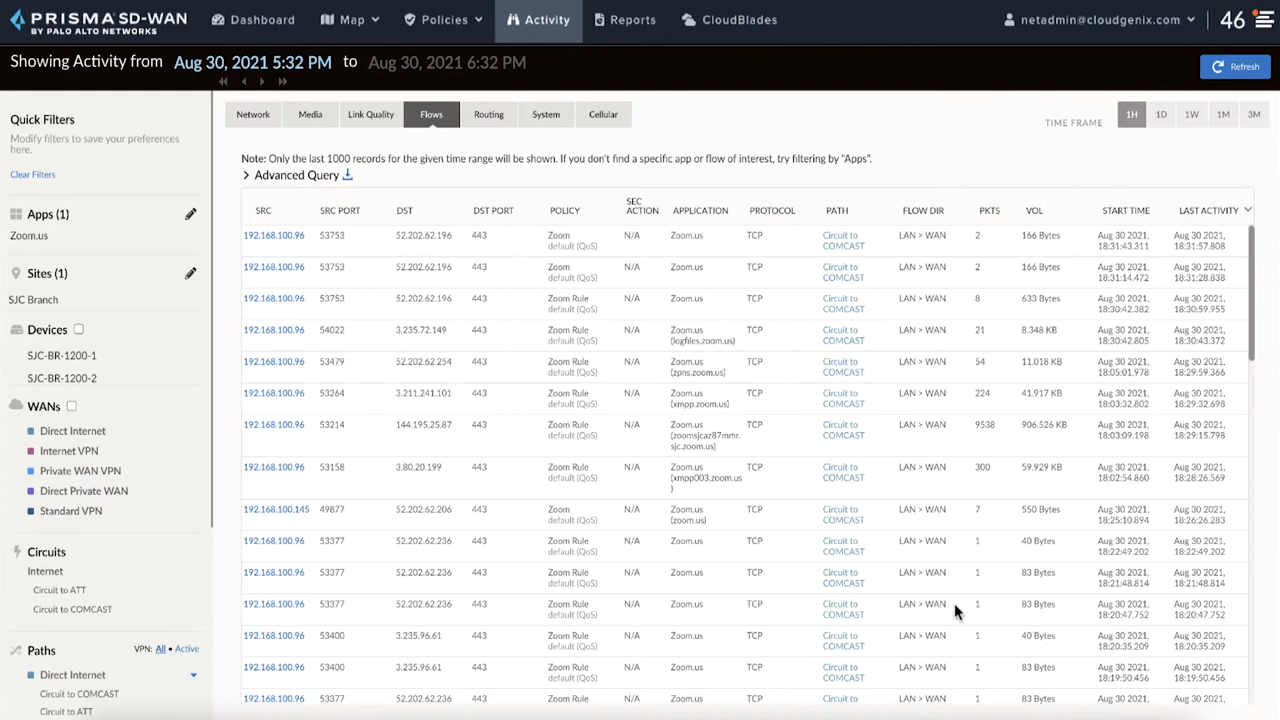 PRISMA SD-WAN
BY PALO ALTO NETWORKS
Dashboard
Map
Policies
Activity
Reports
CloudBlades
netadmin@cloudgenix.com
46
Showing Activity from Aug 30, 2021 5:32 PM to Aug 30, 2021 6:32 PM
Refresh
Quick Filters
Modify filters to save your preferences
here.
Clear Filters
Apps (1)
Zoom.us
Sites (1)
SJC Branch
Devices
SJC-BR-1200-1
SJC-BR-1200-2
WANs
Direct Internet
Internet VPN
Private WAN VPN
Direct Private WAN
Standard VPN
Circuits
Internet
Circuit to ATT
Circuit to COMCAST
Paths VPN: All • Active
Direct Internet
Circuit to COMCAST
Circuit to ATT
Network Media Link Quality Flows Routing System Cellular
TIME FRAME 1H 1D 1W 1M 3M
Note: Only the last 1000 records for the given time range will be shown. If you don't find a specific app or flow of interest, try filtering by "Apps".
Advanced Query
SRC SRC PORT DST DST PORT POLICY SEC ACTION APPLICATION PROTOCOL PATH FLOW DIR PKTS VOL START TIME LAST ACTIVITY
192.168.100.96 53753 52.202.62.196 443 Zoom N/A Zoom.us TCP Circuit to LAN > WAN 2 166 Bytes Aug 30 2021, Aug 30 2021,
default (QoS) COMCAST 18:31:43.311 18:31:57.808
192.168.100.96 53753 52.202.62.196 443 Zoom N/A Zoom.us TCP Circuit to LAN > WAN 2 166 Bytes Aug 30 2021, Aug 30 2021,
default (QoS) COMCAST 18:31:14.472 18:31:28.838
192.168.100.96 53753 52.202.62.196 443 Zoom Rule N/A Zoom.us TCP Circuit to LAN > WAN 8 633 Bytes Aug 30 2021, Aug 30 2021,
default (QoS) COMCAST 18:30:42.382 18:30:59.955
192.168.100.96 54022 3.235.72.149 443 Zoom Rule N/A Zoom.us TCP Circuit to LAN > WAN 21 8.348 KB Aug 30 2021, Aug 30 2021,
default (QoS) (logfiles.zoom.us) COMCAST 18:30:42.805 18:30:43.372
192.168.100.96 53479 52.202.62.254 443 Zoom Rule N/A Zoom.us TCP Circuit to LAN > WAN 54 11.018 KB Aug 30 2021, Aug 30 2021,
default (QoS) (zpns.zoom.us) COMCAST 18:05:01.978 18:29:59.366
192.168.100.96 53264 3.211.241.101 443 Zoom Rule N/A Zoom.us TCP Circuit to LAN > WAN 224 41.917 KB Aug 30 2021, Aug 30 2021,
default (QoS) (xmpp.zoom.us) COMCAST 18:03:32.802 18:29:32.698
192.168.100.96 53214 144.195.25.87 443 Zoom Rule N/A Zoom.us TCP Circuit to LAN > WAN 9538 906.526 KB Aug 30 2021, Aug 30 2021,
default (QoS) (zoomsjcaz87mmr. COMCAST 18:03:09.198 18:29:15.798
sjc.zoom.us)
192.168.100.96 53158 3.80.20.199 443 Zoom Rule N/A Zoom.us TCP Circuit to LAN > WAN 300 59.929 KB Aug 30 2021, Aug 30 2021,
default (QoS) (xmpp003.zoom.us COMCAST 18:02:54.860 18:28:26.569
)
192.168.100.145 49877 52.202.62.206 443 Zoom N/A Zoom.us TCP Circuit to LAN > WAN 7 550 Bytes Aug 30 2021, Aug 30 2021,
default (QoS) (zoom.us) COMCAST 18:25:10.894 18:26:26.283
192.168.100.96 53377 52.202.62.236 443 Zoom Rule N/A Zoom.us TCP Circuit to LAN > WAN 1 40 Bytes Aug 30 2021, Aug 30 2021,
default (QoS) COMCAST 18:22:49.202 18:22:49.202
192.168.100.96 53377 52.202.62.236 443 Zoom Rule N/A Zoom.us TCP Circuit to LAN > WAN 1 83 Bytes Aug 30 2021, Aug 30 2021,
default (QoS) COMCAST 18:21:48.814 18:21:48.814
192.168.100.96 53377 52.202.62.236 443 Zoom Rule N/A Zoom.us TCP Circuit to LAN > WAN 1 83 Bytes Aug 30 2021, Aug 30 2021,
default (QoS) COMCAST 18:20:47.752 18:20:47.752
192.168.100.96 53400 3.235.96.61 443 Zoom Rule N/A Zoom.us TCP Circuit to LAN > WAN 1 40 Bytes Aug 30 2021, Aug 30 2021,
default (QoS) COMCAST 18:20:35.209 18:20:35.209
192.168.100.96 53400 3.235.96.61 443 Zoom Rule N/A Zoom.us TCP Circuit to LAN > WAN 1 83 Bytes Aug 30 2021, Aug 30 2021,
default (QoS) COMCAST 18:19:50.456 18:19:50.456
192.168.100.96 53377 52.202.62.236 443 Zoom Rule N/A Zoom.us TCP Circuit to LAN > WAN 1 83 Bytes Aug 30 2021, Aug 30 2021,